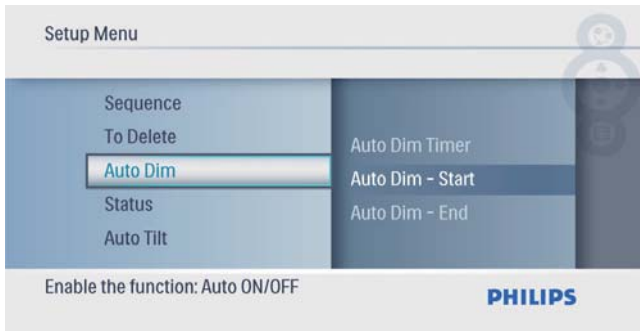 Setup Menu
Sequence
To Delete
Auto Dim
Status
Auto Tilt
Auto Dim Timer
Auto Dim - Start
Auto Dim - End
Enable the function: Auto ON/OFF
PHILIPS